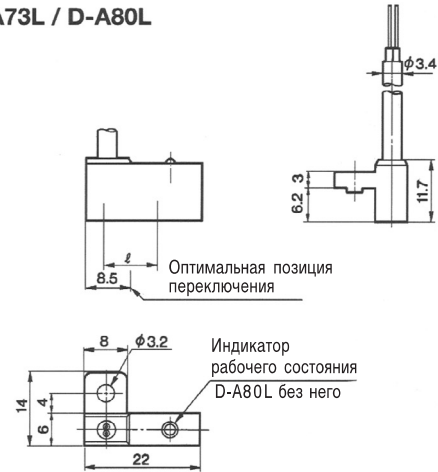 A73L / D-A80L
ϕ3.4
3
6.2
11.7
ℓ
8.5
Оптимальная позиция
переключения
8
ϕ3.2
14
4
6
22
Индикатор
рабочего состояния
D-A80L без него